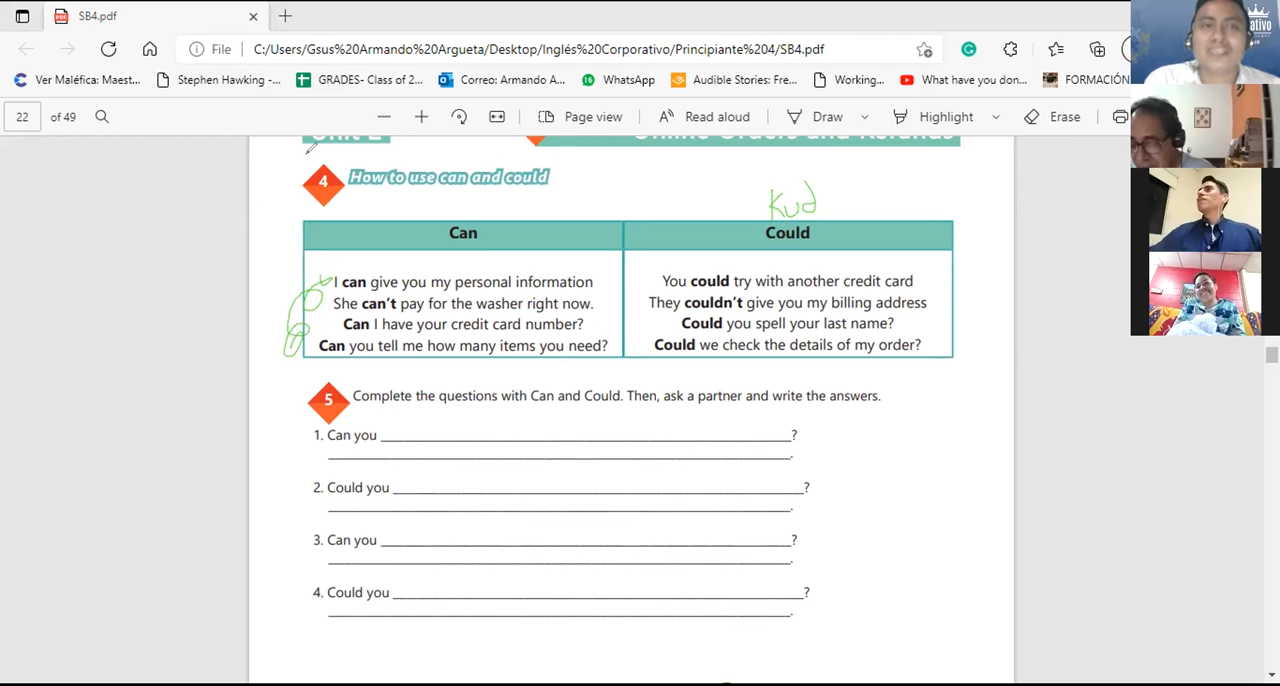 SB4.pdf
File C:/Users/Gsus%20Armando%20Argueta/Desktop/Inglés%20Corporativo/Principiante%204/SB4.pdf
Ver Maléfica: Maest... Stephen Hawking -... GRADES- Class of 2... Correo: Armando A... WhatsApp Audible Stories: Fre... Working... What have you don... FORMACIÓN
22 of 49 Page view Read aloud Draw Highlight Erase
4 How to use can and could
Kud
Can Could
I can give you my personal information You could try with another credit card
She can't pay for the washer right now. They couldn't give you my billing address
Can I have your credit card number? Could you spell your last name?
Can you tell me how many items you need? Could we check the details of my order?
5 Complete the questions with Can and Could. Then, ask a partner and write the answers.
1. Can you ?
.
2. Could you ?
.
3. Can you ?
.
4. Could you ?
.